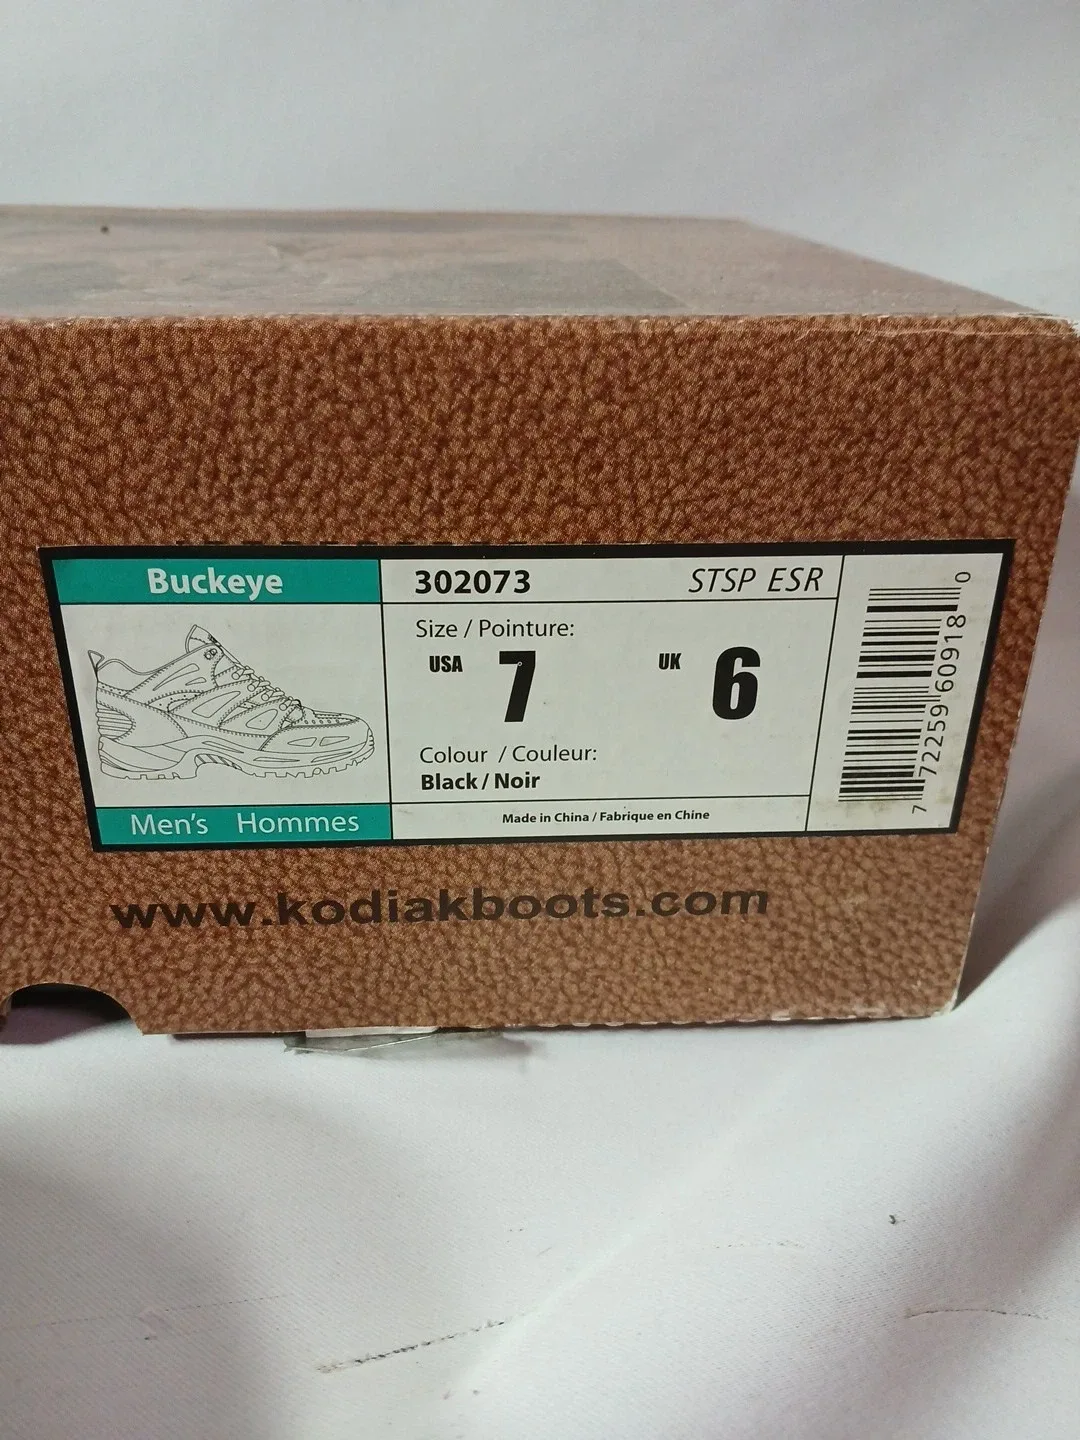 Buckeye
302073 STSP ESR
Size / Pointure:
USA 7 UK 6
Colour / Couleur:
Black / Noir
Men's Hommes
Made in China / Fabrique en Chine
7 72259 60918 0
www.kodiakboots.com